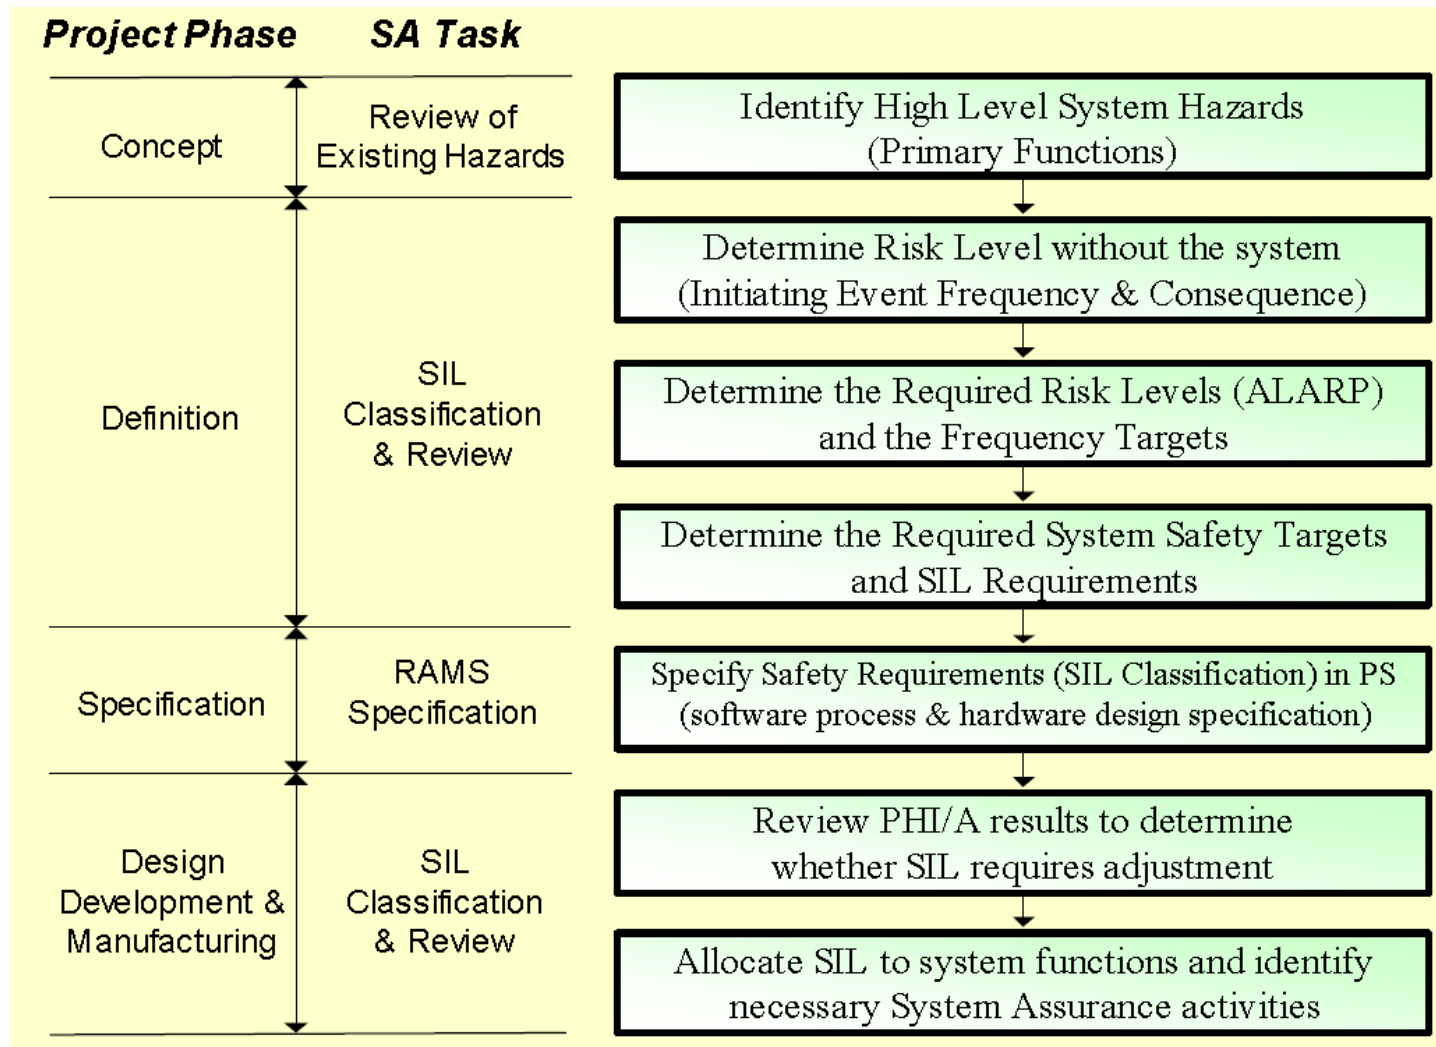 Project Phase SA Task
Concept
Review of
Existing Hazards
Identify High Level System Hazards
(Primary Functions)
Definition
SIL
Classification
& Review
Determine Risk Level without the system
(Initiating Event Frequency & Consequence)
Determine the Required Risk Levels (ALARP)
and the Frequency Targets
Determine the Required System Safety Targets
and SIL Requirements
Specification
RAMS
Specification
Specify Safety Requirements (SIL Classification) in PS
(software process & hardware design specification)
Design
Development &
Manufacturing
SIL
Classification
& Review
Review PHI/A results to determine
whether SIL requires adjustment
Allocate SIL to system functions and identify
necessary System Assurance activities